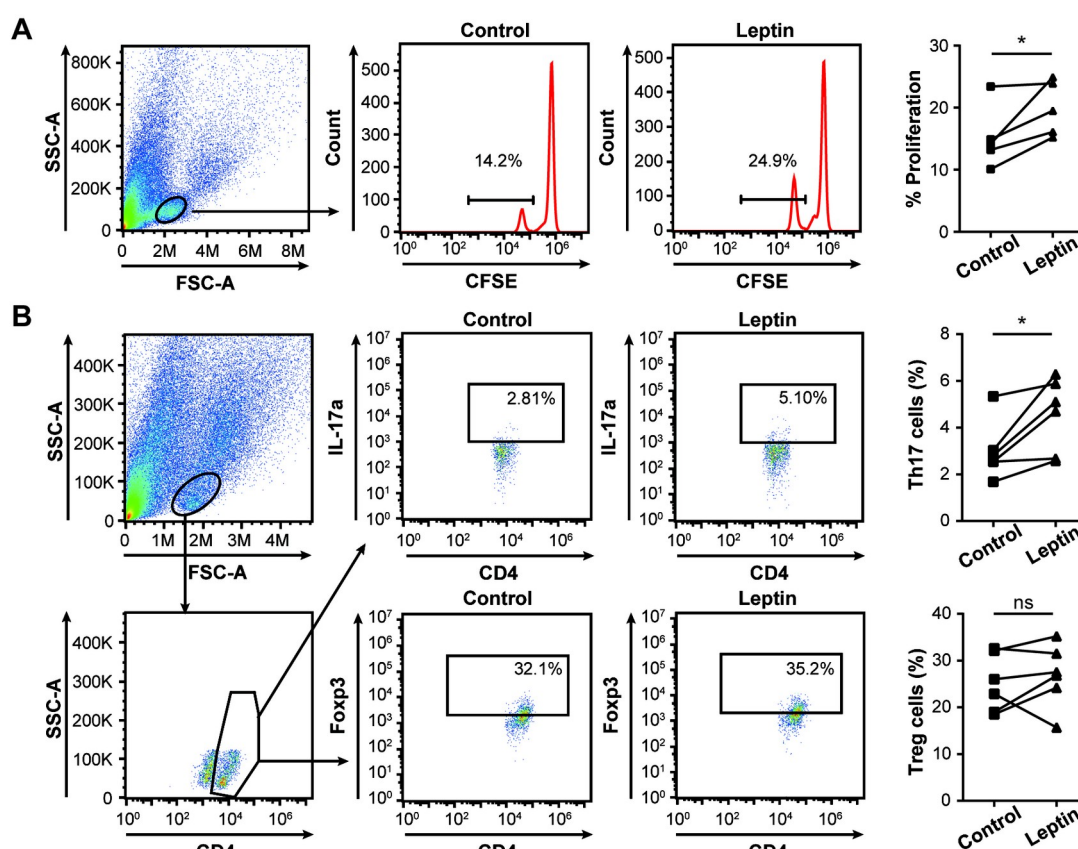 A
Control
Leptin
SSC-A
800K
600K
400K
200K
0
0
2M
4M
6M
8M
FSC-A
Count
500
400
300
200
100
0
14.2%
10⁰
10²
10⁴
10⁶
CFSE
Count
500
400
300
200
100
0
24.9%
10⁰
10²
10⁴
10⁶
CFSE
% Proliferation
30
20
10
0
*
Control
Leptin
B
SSC-A
400K
300K
200K
100K
0
0
1M
2M
3M
4M
FSC-A
Control
IL-17a
10⁷
10⁶
10⁵
10⁴
10³
10²
10¹
10⁰
2.81%
10⁰
10²
10⁴
10⁶
CD4
Leptin
IL-17a
10⁷
10⁶
10⁵
10⁴
10³
10²
10¹
10⁰
5.10%
10⁰
10²
10⁴
10⁶
CD4
Th17 cells (%)
8
6
4
2
0
*
Control
Leptin
SSC-A
400K
300K
200K
100K
0
10⁰
10²
10⁴
10⁶
CD4
Control
Foxp3
10⁷
10⁶
10⁵
10⁴
10³
10²
10¹
10⁰
32.1%
10⁰
10²
10⁴
10⁶
CD4
Leptin
Foxp3
10⁷
10⁶
10⁵
10⁴
10³
10²
10¹
10⁰
35.2%
10⁰
10²
10⁴
10⁶
CD4
Treg cells (%)
40
30
20
10
0
ns
Control
Leptin